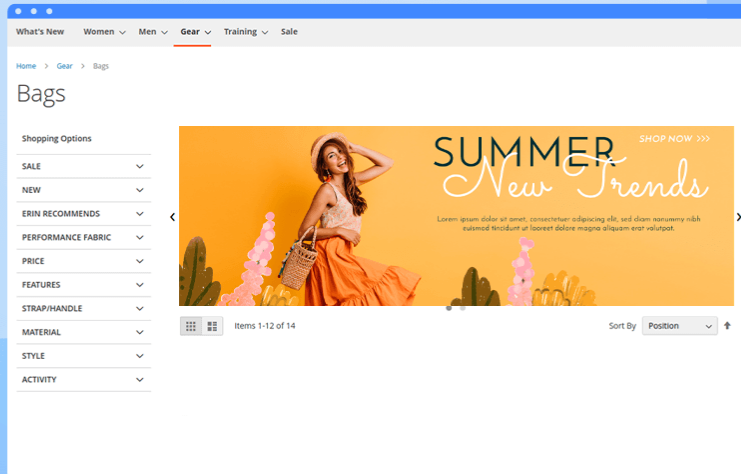 What's New Women Men Gear Training Sale
Home > Gear > Bags
Bags
Shopping Options
SALE
NEW
ERIN RECOMMENDS
PERFORMANCE FABRIC
PRICE
FEATURES
STRAP/HANDLE
MATERIAL
STYLE
ACTIVITY
SHOP NOW >>>
SUMMER
New Trends
Lorem ipsum dolor sit amet, consectetuer adipiscing elit, sed diam nonummy nibh
euismod tincidunt ut laoreet dolore magna aliquam erat volutpat.
Items 1-12 of 14
Sort By Position